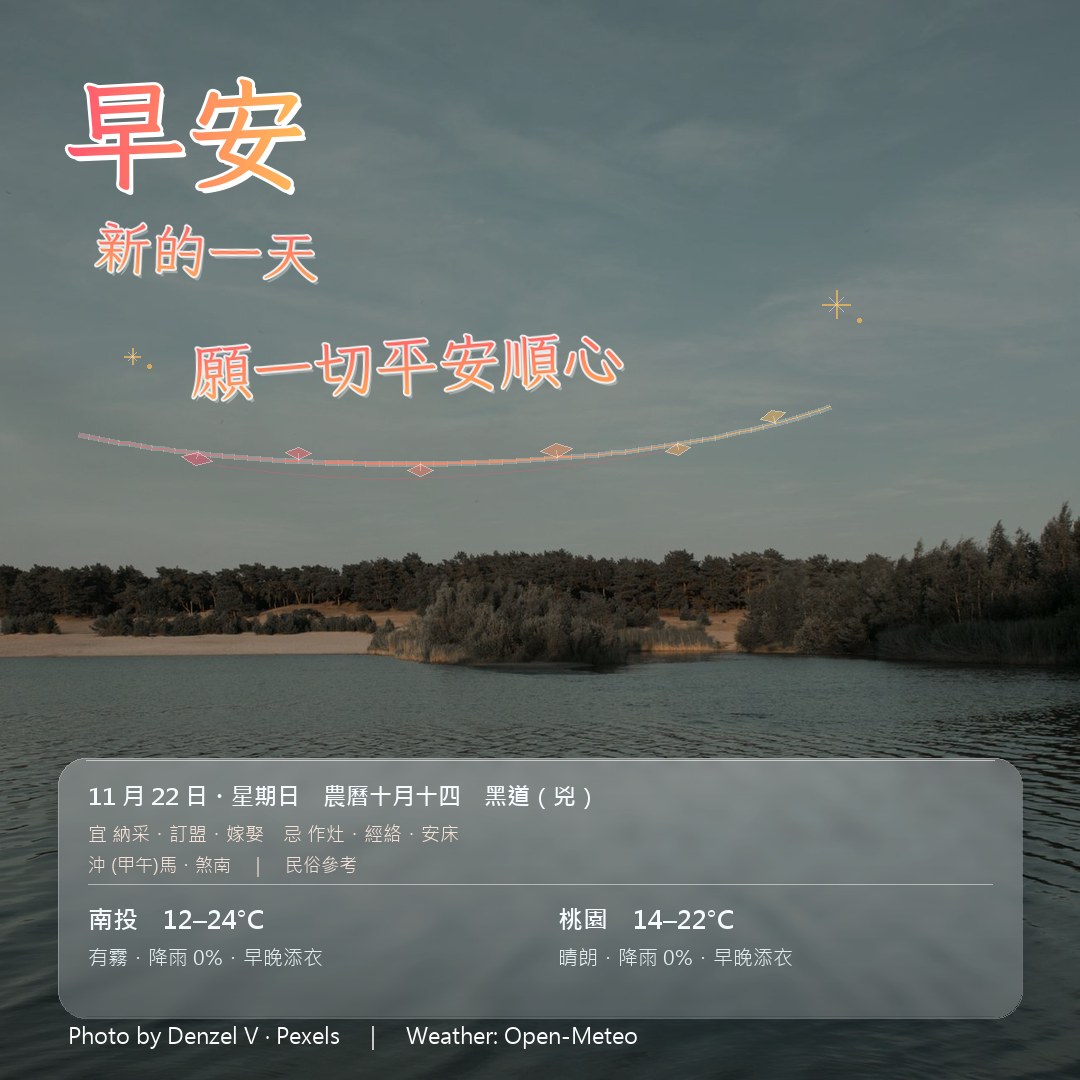 早安
新的一天
願一切平安順心
11 月 22 日 · 星期日　農曆十月十四　黑道 ( 兇 )
宜 納采 · 訂盟 · 嫁娶　忌 作灶 · 經絡 · 安床
沖 (甲午)馬 · 煞南　|　民俗參考
南投　12–24°C　桃園　14–22°C
有霧 · 降雨 0% · 早晚添衣　晴朗 · 降雨 0% · 早晚添衣
Photo by Denzel V · Pexels　|　Weather: Open-Meteo